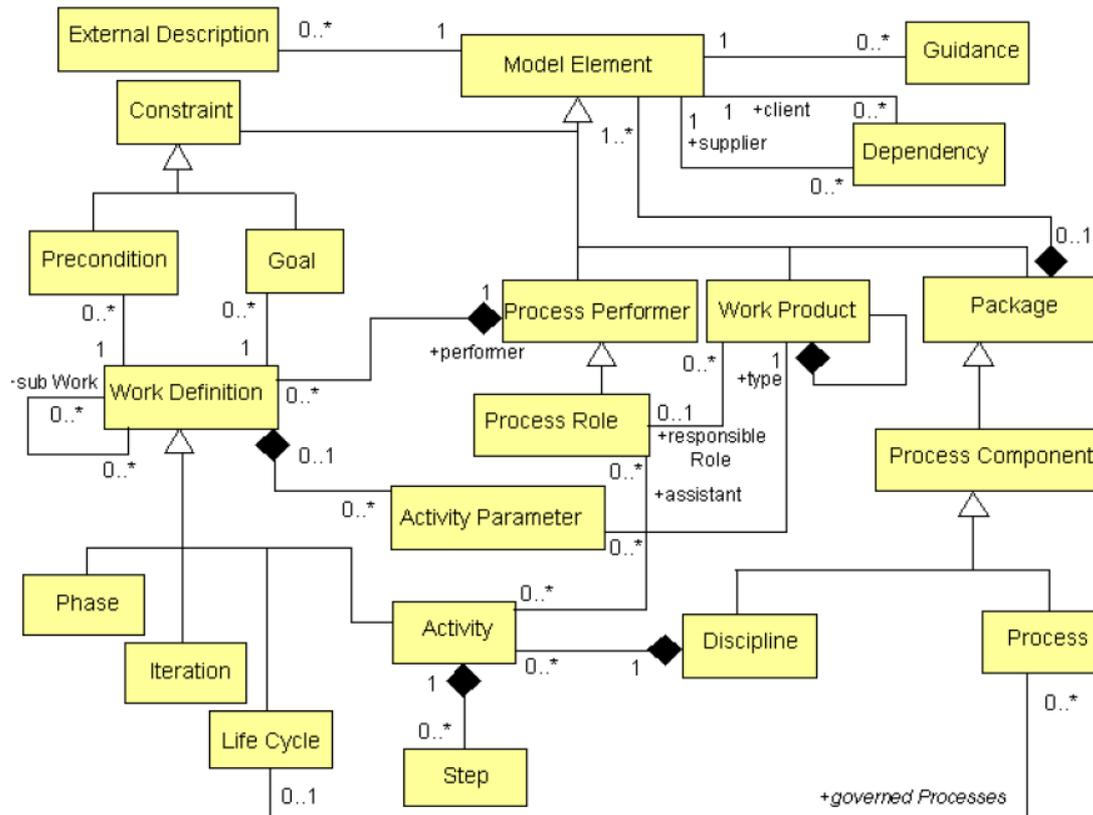 External Description
0..*
1
Model Element
1
0..*
Guidance
Constraint
1..*
1
+supplier
1
+client
0..*
Dependency
0..*
Precondition
Goal
0..1
0..*
0..*
1
Process Performer
Work Product
Package
1
1
+performer
0..*
1
+type
-sub Work
0..*
Work Definition
0..*
0..*
0..1
Process Role
0..1
+responsible
Role
Process Component
0..*
+assistant
0..*
Activity Parameter
0..*
Phase
0..*
Activity
Discipline
Process
Iteration
0..*
1
1
0..*
Life Cycle
0..*
0..1
Step
+governed Processes